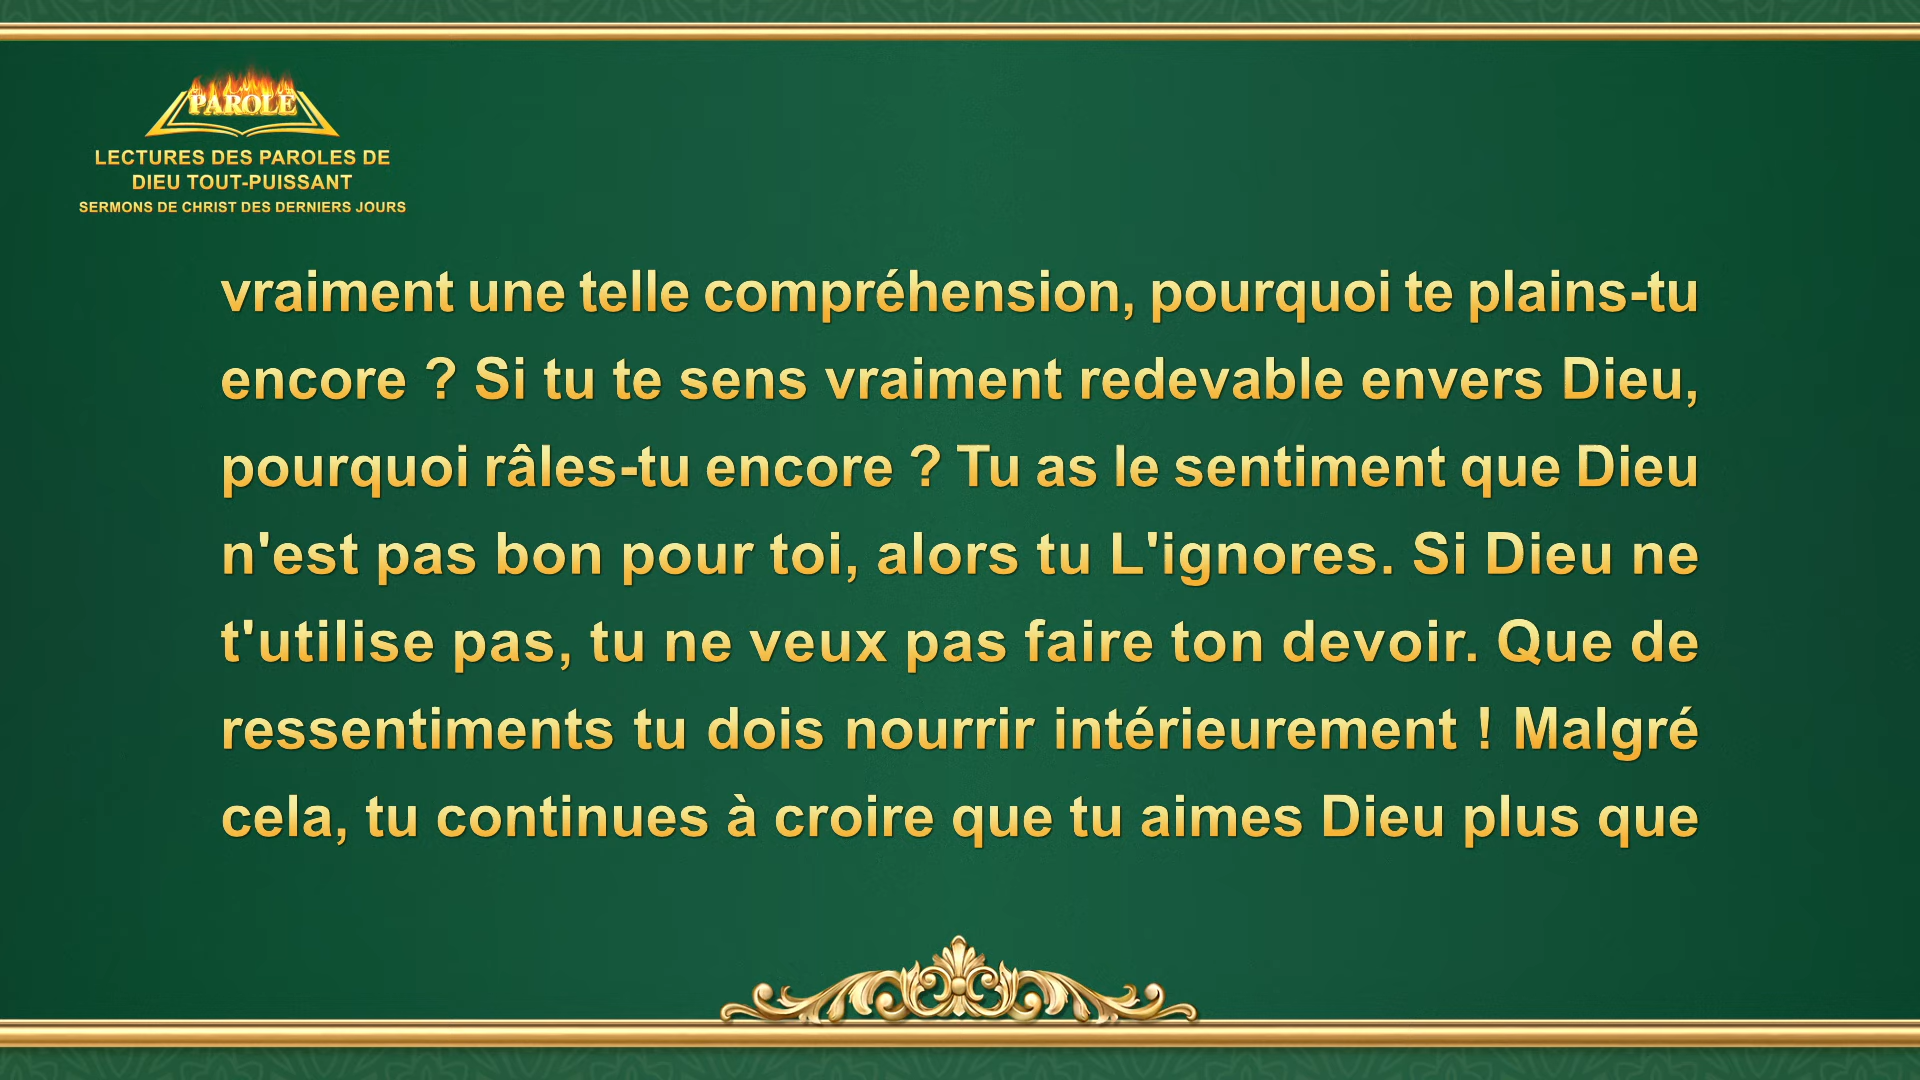 PAROLE
LECTURES DES PAROLES DE
DIEU TOUT-PUISSANT
SERMONS DE CHRIST DES DERNIERS JOURS
vraiment une telle compréhension, pourquoi te plains-tu
encore ? Si tu te sens vraiment redevable envers Dieu,
pourquoi râles-tu encore ? Tu as le sentiment que Dieu
n'est pas bon pour toi, alors tu L'ignores. Si Dieu ne
t'utilise pas, tu ne veux pas faire ton devoir. Que de
ressentiments tu dois nourrir intérieurement ! Malgré
cela, tu continues à croire que tu aimes Dieu plus que